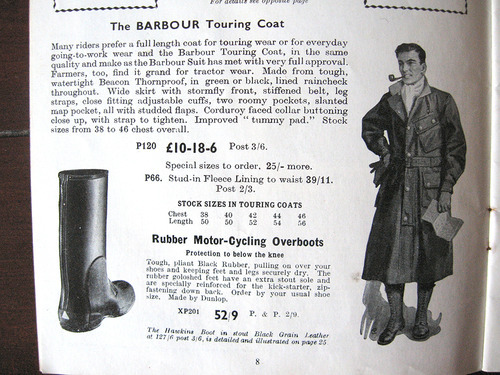 For details see opposite page
The BARBOUR Touring Coat
Many riders prefer a full length coat for touring wear or for everyday
going-to-work wear and the Barbour Touring Coat, in the same
quality and make as the Barbour Suit has met with very full approval.
Farmers, too, find it grand for tractor wear. Made from tough,
watertight Beacon Thornproof, in green or black, lined raincheck
throughout. Wide skirt with stormfly front, stiffened belt, leg
straps, close fitting adjustable cuffs, two roomy pockets, slanted
map pocket, all with studded flaps. Corduroy faced collar buttoning
close up, with strap to tighten. Improved "tummy pad." Stock
sizes from 38 to 46 chest overall.
P120 £10-18-6 Post 3/6.
Special sizes to order, 25/- more.
P66. Stud-in Fleece Lining to waist 39/11.
Post 2/3.
STOCK SIZES IN TOURING COATS
Chest 38 40 42 44 46
Length 50 50 52 54 56
Rubber Motor-Cycling Overboots
Protection to below the knee
Tough, pliant Black Rubber, pulling on over your
shoes and keeping feet and legs securely dry. The
rubber goloshed feet have an extra stout sole and
are specially reinforced for the kick-starter, zip-
fastening down back. Order by your usual shoe
size. Made by Dunlop.
XP201 52/9 P. & P. 2/9.
The Hawkins Boot in stout Black Grain Leather
at 127/6 post 3/6, is detailed and illustrated on page 25
8